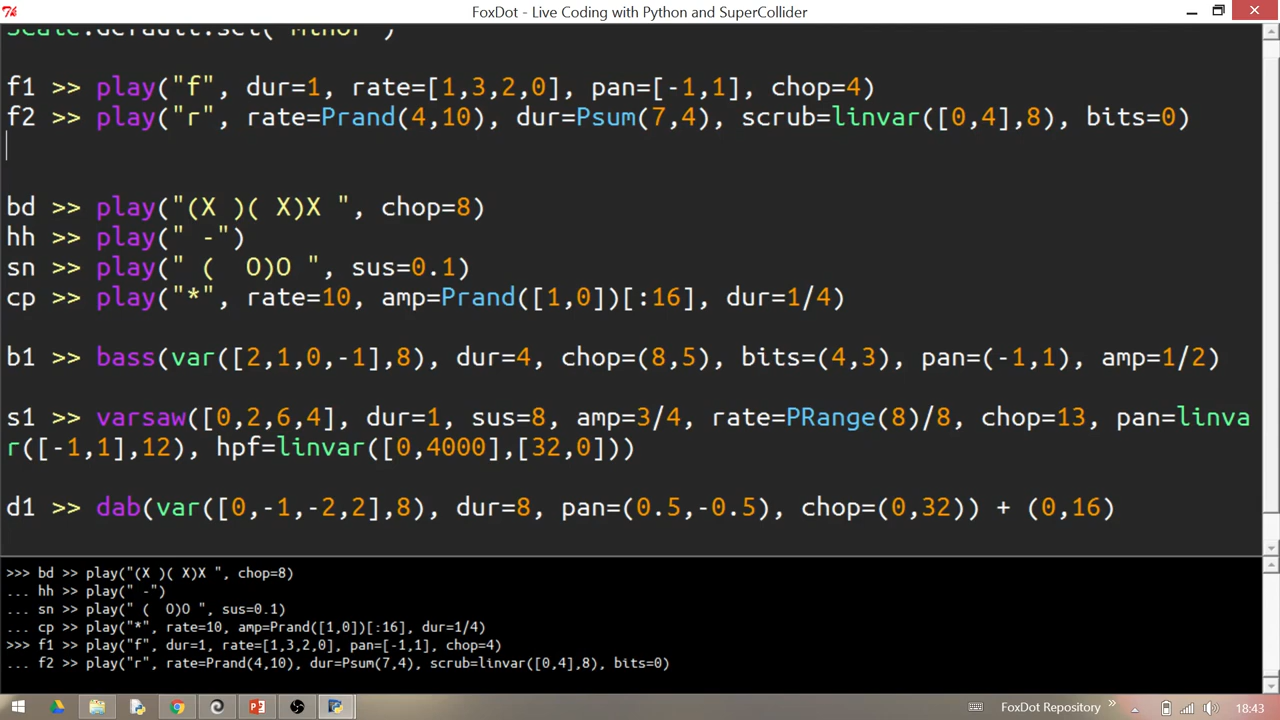 FoxDot - Live Coding with Python and SuperCollider
Scale.default.set("Minor")
f1 >> play("f", dur=1, rate=[1,3,2,0], pan=[-1,1], chop=4)
f2 >> play("r", rate=Prand(4,10), dur=Psum(7,4), scrub=linvar([0,4],8), bits=0)
bd >> play("(X )( X)X ", chop=8)
hh >> play(" -")
sn >> play(" (  O)O ", sus=0.1)
cp >> play("*", rate=10, amp=Prand([1,0])[:16], dur=1/4)
b1 >> bass(var([2,1,0,-1],8), dur=4, chop=(8,5), bits=(4,3), pan=(-1,1), amp=1/2)
s1 >> varsaw([0,2,6,4], dur=1, sus=8, amp=3/4, rate=PRange(8)/8, chop=13, pan=linva
r([-1,1],12), hpf=linvar([0,4000],[32,0]))
d1 >> dab(var([0,-1,-2,2],8), dur=8, pan=(0.5,-0.5), chop=(0,32)) + (0,16)
>>> bd >> play("(X )( X)X ", chop=8)
... hh >> play(" -")
... sn >> play(" (  O)O ", sus=0.1)
... cp >> play("*", rate=10, amp=Prand([1,0])[:16], dur=1/4)
>>> f1 >> play("f", dur=1, rate=[1,3,2,0], pan=[-1,1], chop=4)
... f2 >> play("r", rate=Prand(4,10), dur=Psum(7,4), scrub=linvar([0,4],8), bits=0)
FoxDot Repository
18:43